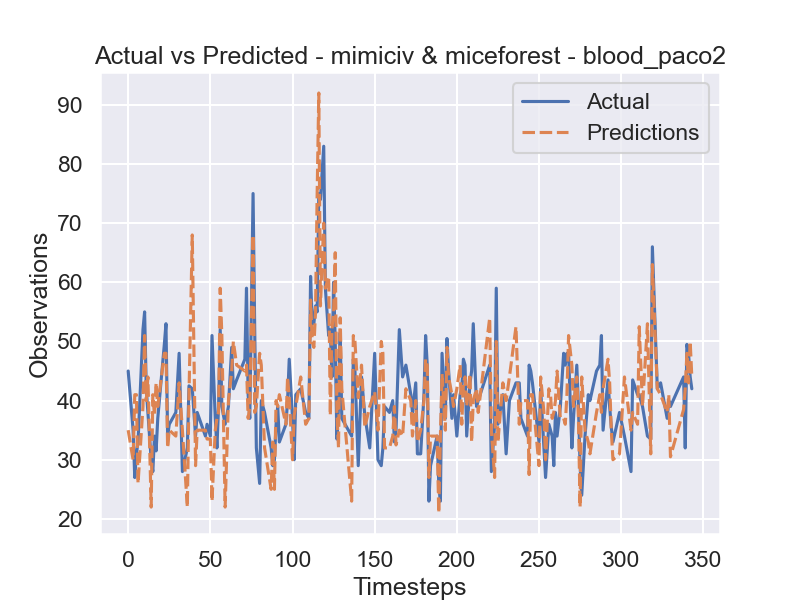 Actual vs Predicted - mimiciv & miceforest - blood_paco2
Actual
Predictions
90
80
70
60
50
40
30
20
Observations
0 50 100 150 200 250 300 350
Timesteps